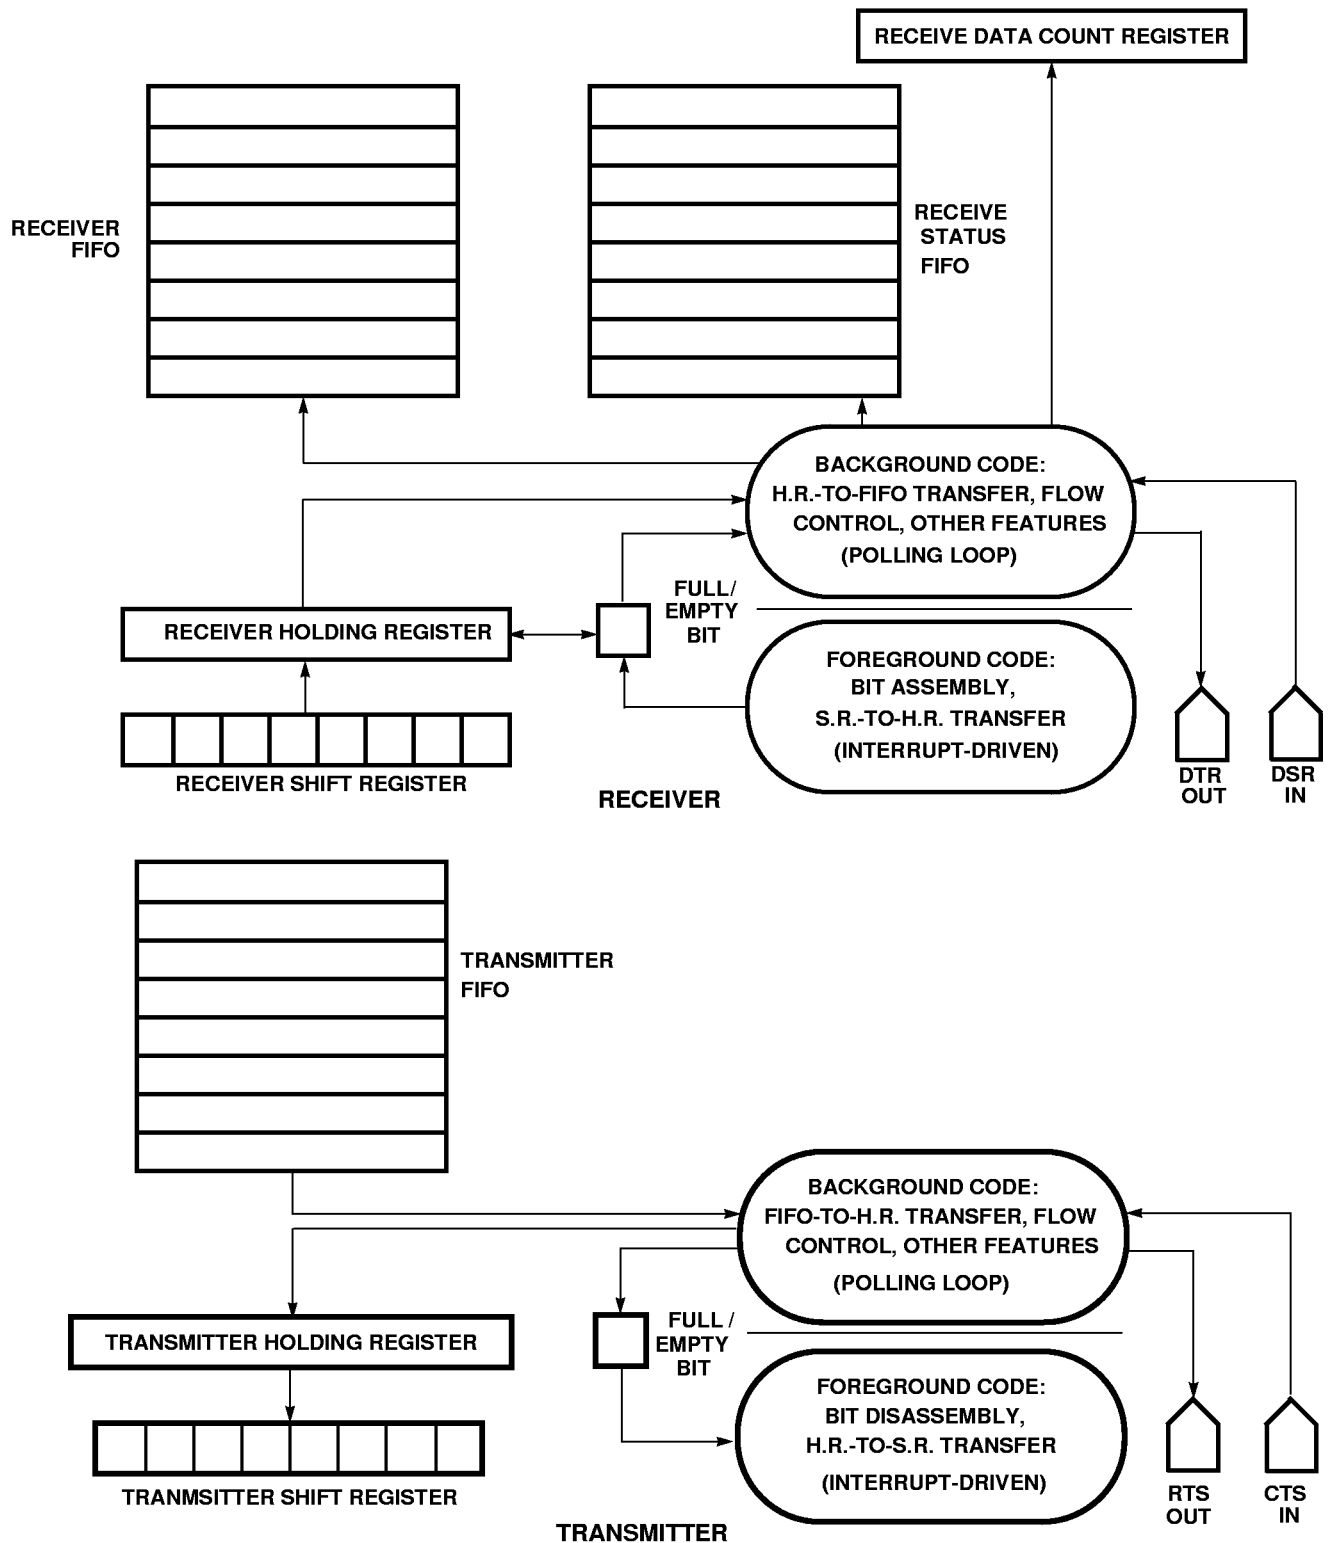 RECEIVE DATA COUNT REGISTER
RECEIVER
FIFO
RECEIVE
STATUS
FIFO
BACKGROUND CODE:
H.R.-TO-FIFO TRANSFER, FLOW
CONTROL, OTHER FEATURES
(POLLING LOOP)
FULL/
EMPTY
BIT
RECEIVER HOLDING REGISTER
FOREGROUND CODE:
BIT ASSEMBLY,
S.R.-TO-H.R. TRANSFER
(INTERRUPT-DRIVEN)
RECEIVER SHIFT REGISTER
DTR
OUT
DSR
IN
RECEIVER
TRANSMITTER
FIFO
BACKGROUND CODE:
FIFO-TO-H.R. TRANSFER, FLOW
CONTROL, OTHER FEATURES
(POLLING LOOP)
FULL /
EMPTY
BIT
TRANSMITTER HOLDING REGISTER
FOREGROUND CODE:
BIT DISASSEMBLY,
H.R.-TO-S.R. TRANSFER
(INTERRUPT-DRIVEN)
TRANMSITTER SHIFT REGISTER
RTS
OUT
CTS
IN
TRANSMITTER